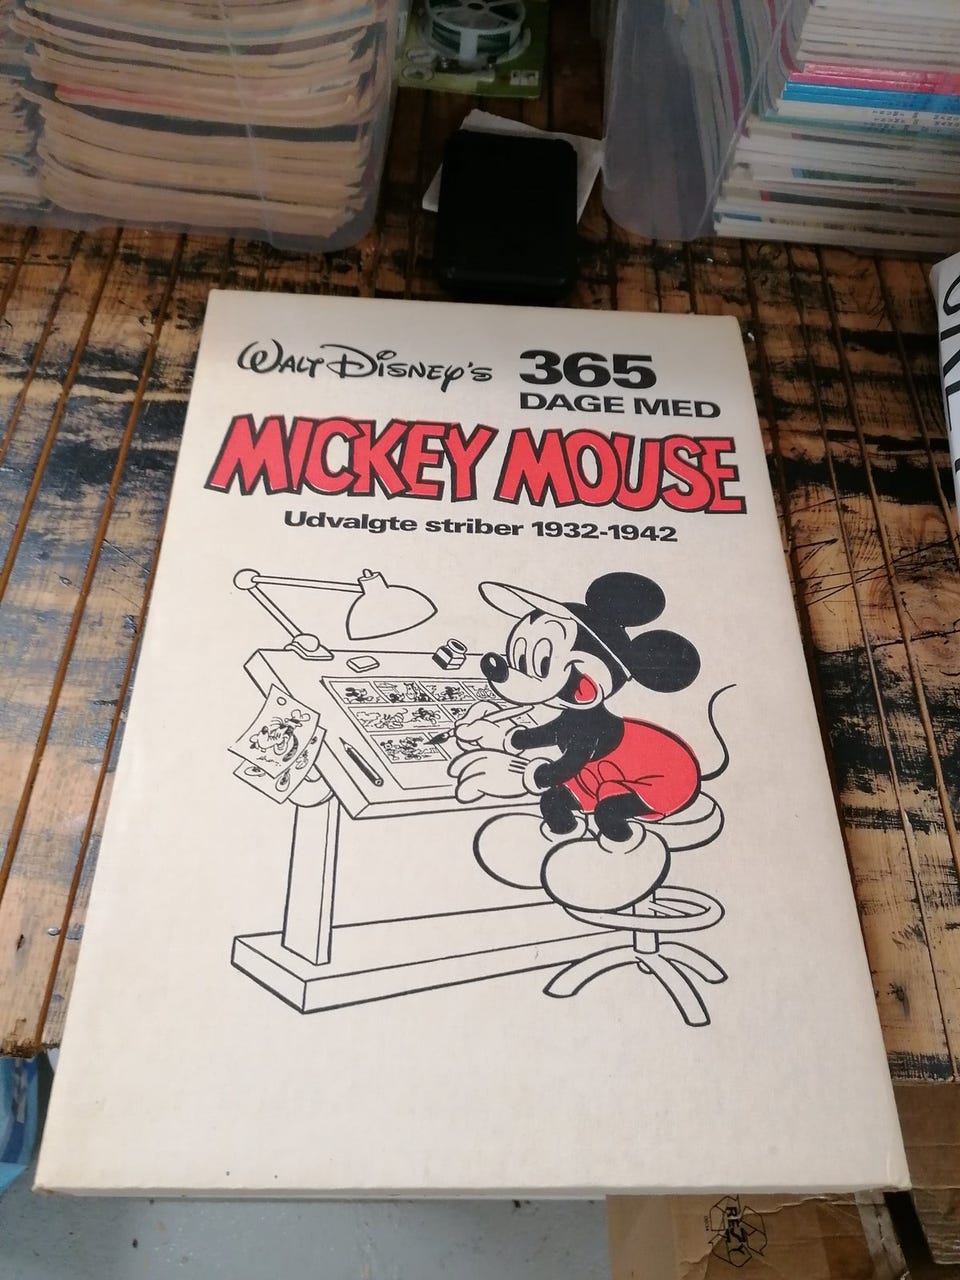 WALT DISNEY'S
365
DAGE MED
MICKEY MOUSE
Udvalgte striber 1932-1942